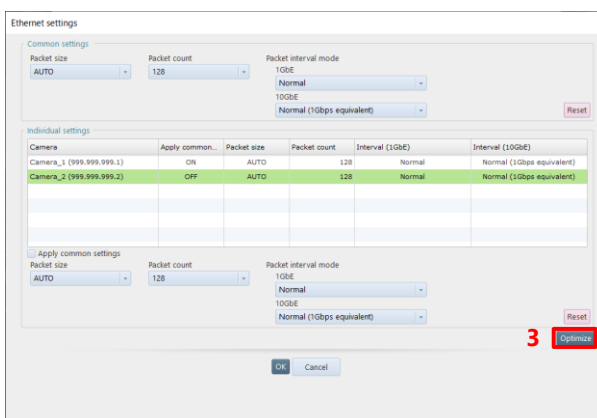 Ethernet settings
Common settings
Packet size Packet count Packet interval mode
AUTO 128 1GbE
Normal
10GbE
Normal (1Gbps equivalent) Reset
Individual settings
Camera Apply common... Packet size Packet count Interval (1GbE) Interval (10GbE)
Camera_1 (999.999.999.1) ON AUTO 128 Normal Normal (1Gbps equivalent)
Camera_2 (999.999.999.2) OFF AUTO 128 Normal Normal (1Gbps equivalent)
Apply common settings
Packet size Packet count Packet interval mode
AUTO 128 1GbE
Normal
10GbE
Normal (1Gbps equivalent) Reset
3 Optimize
OK Cancel